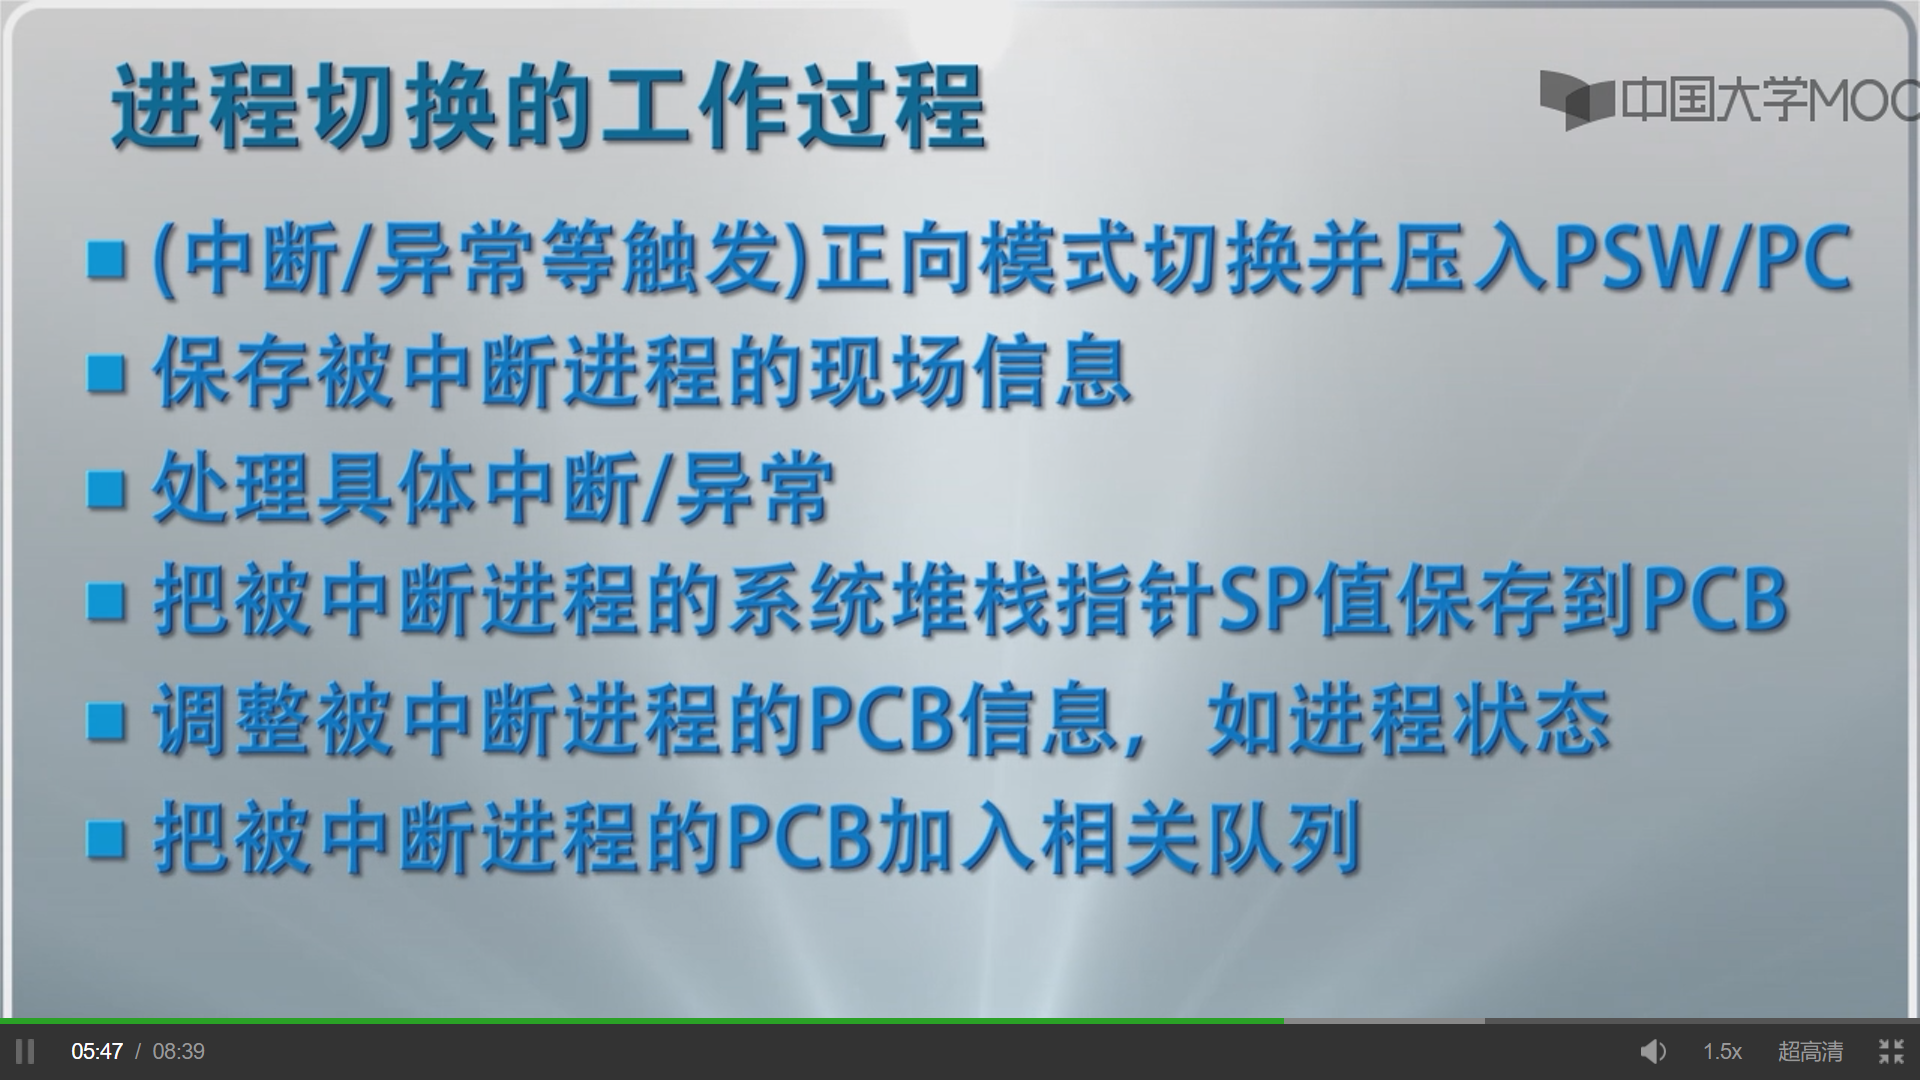 进程切换的工作过程
中国大学MOO
(中断/异常等触发)正向模式切换并压入PSW/PC
保存被中断进程的现场信息
处理具体中断/异常
把被中断进程的系统堆栈指针SP值保存到PCB
调整被中断进程的PCB信息，如进程状态
把被中断进程的PCB加入相关队列
05:47 / 08:39
1.5x
超高清